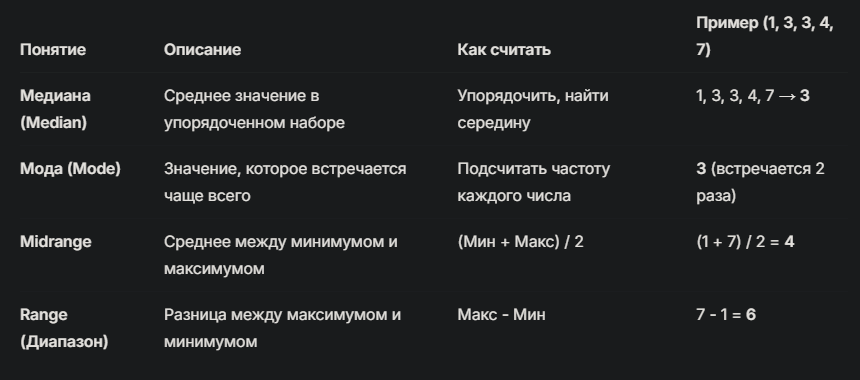 Понятие Описание Как считать Пример (1, 3, 3, 4, 7)
Медиана (Median) Среднее значение в упорядоченном наборе Упорядочить, найти середину 1, 3, 3, 4, 7 → 3
Мода (Mode) Значение, которое встречается чаще всего Подсчитать частоту каждого числа 3 (встречается 2 раза)
Midrange Среднее между минимумом и максимумом (Мин + Макс) / 2 (1 + 7) / 2 = 4
Range (Диапазон) Разница между максимумом и минимумом Макс - Мин 7 - 1 = 6